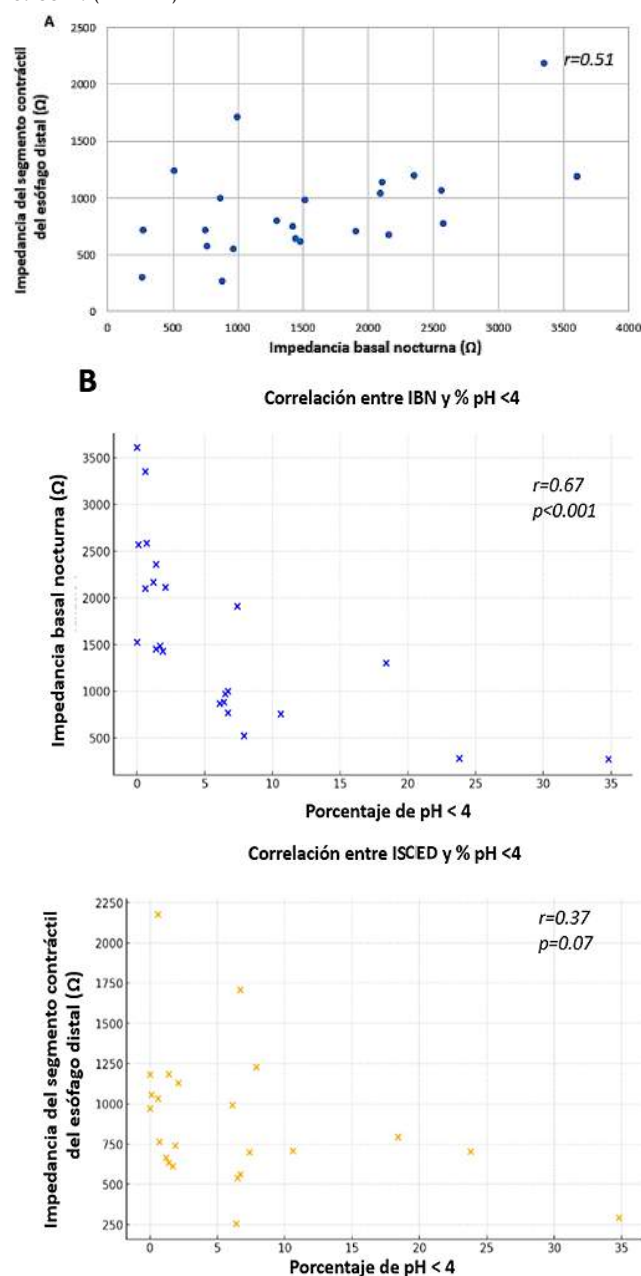 A
r=0.51
Impedancia del segmento contráctil
del esófago distal (Ω)
2500
2000
1500
1000
500
0
0 500 1000 1500 2000 2500 3000 3500 4000
Impedancia basal nocturna (Ω)
B
Correlación entre IBN y % pH <4
r=0.67
p<0.001
Impedancia basal nocturna (Ω)
3500
3000
2500
2000
1500
1000
500
0 5 10 15 20 25 30 35
Porcentaje de pH < 4
Correlación entre ISCED y % pH <4
r=0.37
p=0.07
Impedancia del segmento contráctil
del esófago distal (Ω)
2250
2000
1750
1500
1250
1000
750
500
250
0 5 10 15 20 25 30 35
Porcentaje de pH < 4